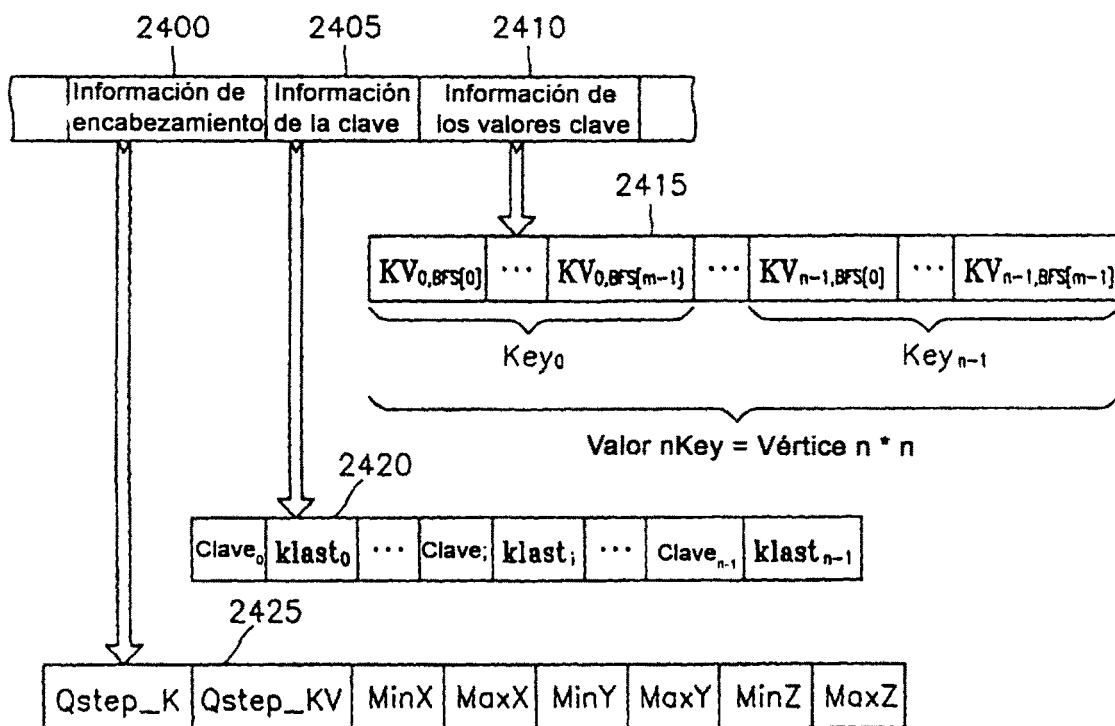 2400 2405 2410
Información de encabezamiento
Información de la clave
Información de los valores clave
2415
KV0,BFS[0] ... KV0,BFS[m-1] ... KVn-1,BFS[0] ... KVn-1,BFS[m-1]
Key0 Keyn-1
Valor nKey = Vértice n * n
2420
Clave0 klast0 ... Clave; klasti ... Claven-1 klastn-1
2425
Qstep_K Qstep_KV MinX MaxX MinY MaxY MinZ MaxZ